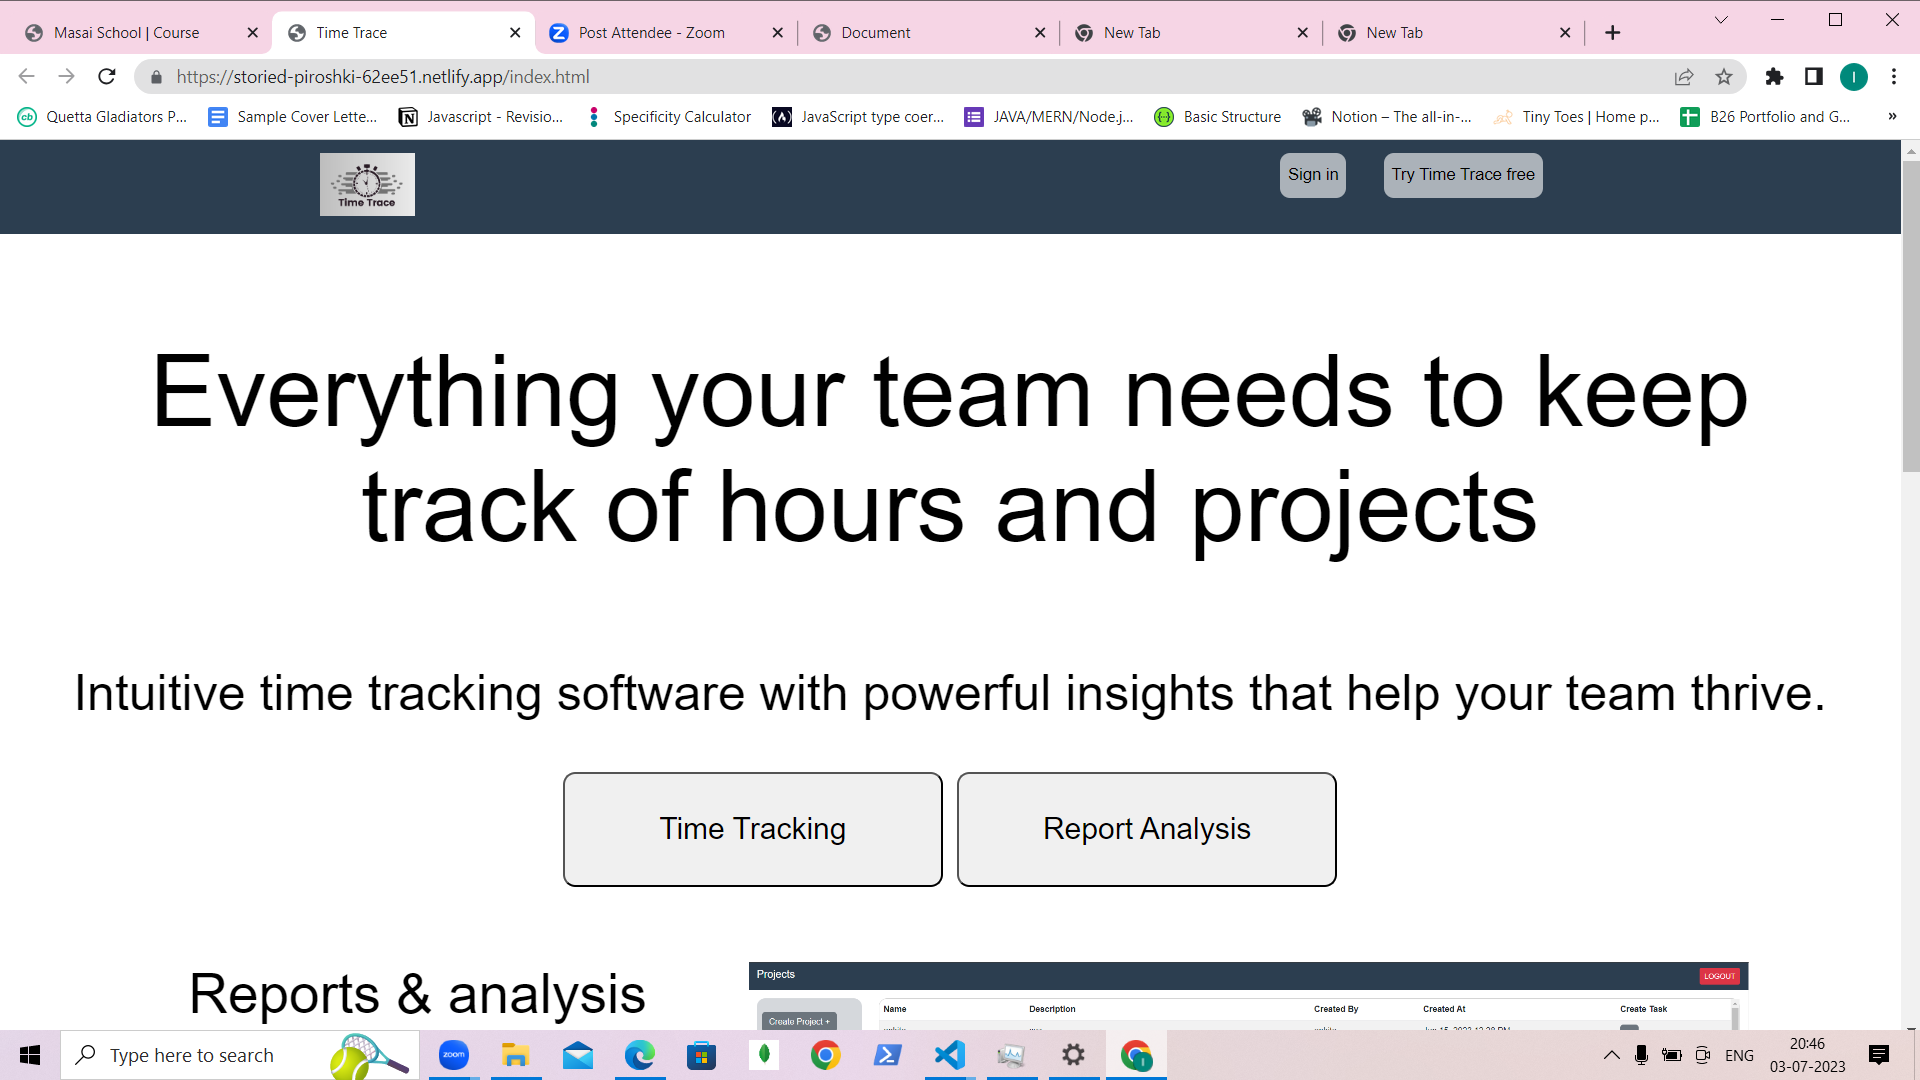 Masai School | Course
Time Trace
Post Attendee - Zoom
Document
New Tab
New Tab
https://storied-piroshki-62ee51.netlify.app/index.html
I
Quetta Gladiators P...
Sample Cover Lette...
Javascript - Revisio...
Specificity Calculator
JavaScript type coer...
JAVA/MERN/Node.j...
Basic Structure
Notion – The all-in-...
Tiny Toes | Home p...
B26 Portfolio and G...
»
Time Trace
Sign in
Try Time Trace free
Everything your team needs to keep
track of hours and projects
Intuitive time tracking software with powerful insights that help your team thrive.
Time Tracking
Report Analysis
Reports & analysis
Projects
LOGOUT
Create Project +
Name
Description
Created By
Created At
Create Task
Type here to search
zoom
ENG
20:46
03-07-2023